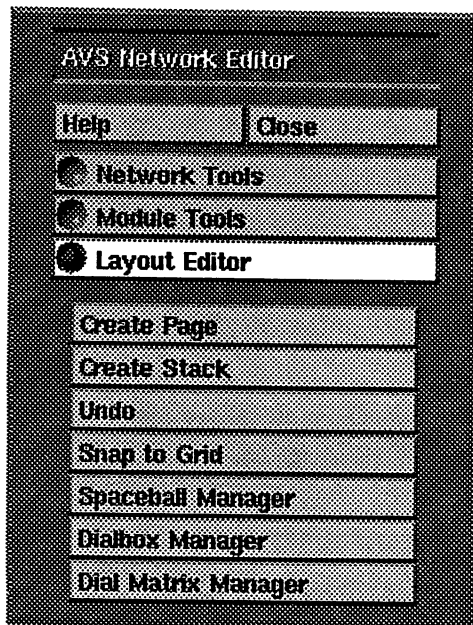 AVS Network Editor
Help Close
Network Tools
Module Tools
Layout Editor
Create Page
Create Stack
Undo
Snap to Grid
Spaceball Manager
Dialbox Manager
Dial Matrix Manager